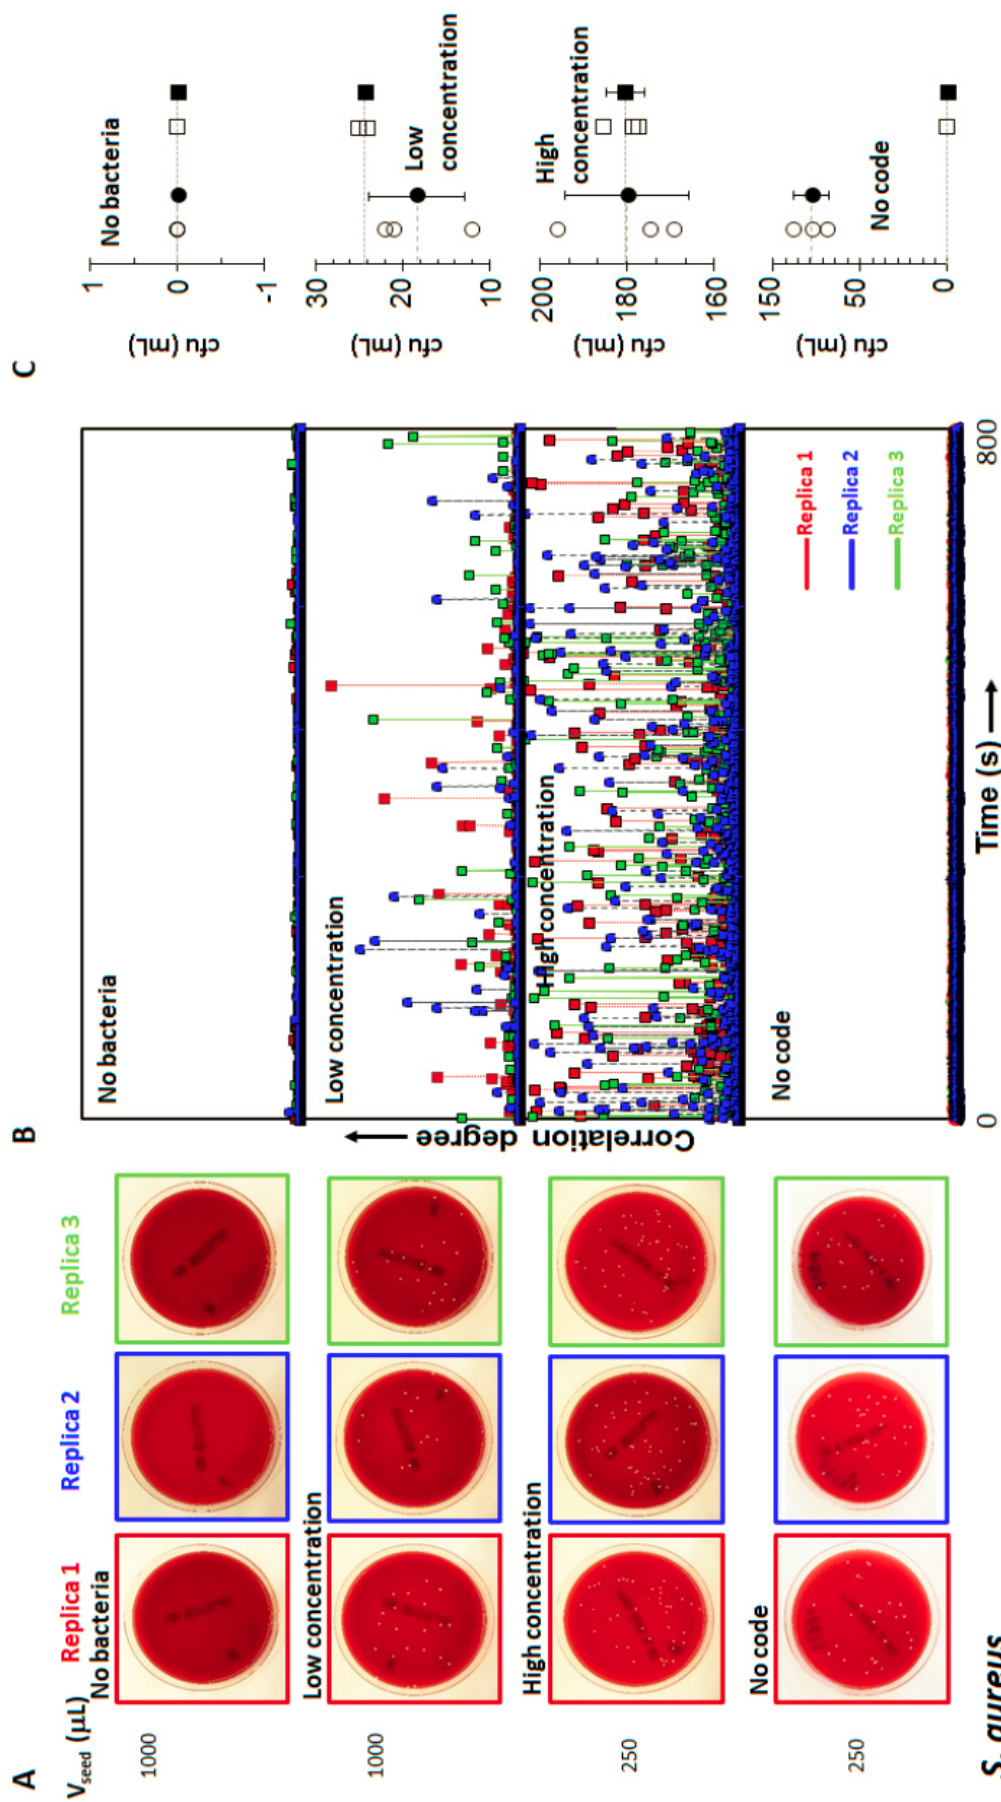 A
V_seed (μL)
Replica 1
Replica 2
Replica 3
No bacteria
1000
Low concentration
1000
High concentration
250
No code
250
S. aureus
B
No bacteria
Low concentration
High concentration
No code
Correlation
degree
Replica 1
Replica 2
Replica 3
0
800
Time (s)
C
No bacteria
1
0
-1
cfu (mL)
Low
concentration
30
20
10
cfu (mL)
High
concentration
200
180
160
cfu (mL)
No code
150
50
0
cfu (mL)